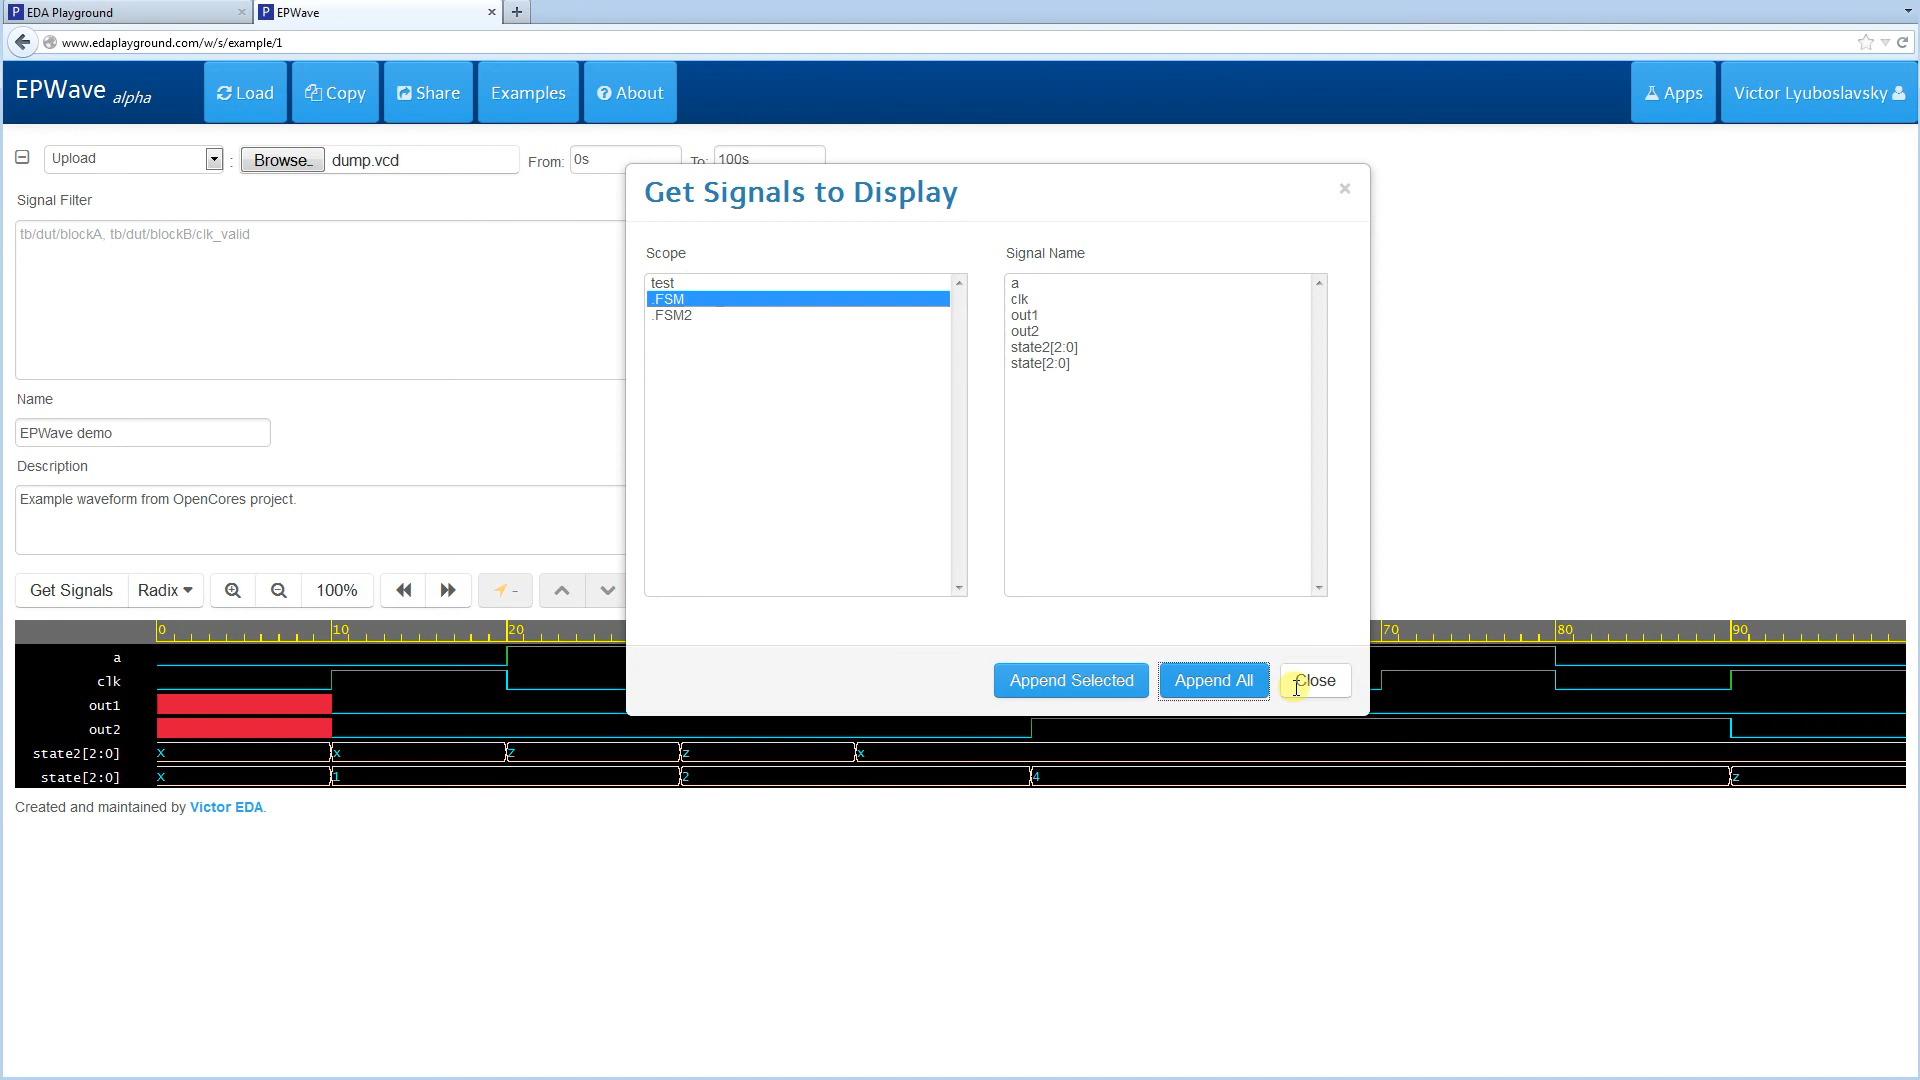 EDA Playground
EPWave
www.edaplayground.com/w/s/example/1
EPWave alpha
Load
Copy
Share
Examples
About
Apps
Victor Lyuboslavsky
Upload
:
Browse_
dump.vcd
From:
0s
To:
100s
Signal Filter
tb/dut/blockA, tb/dut/blockB/clk_valid
Name
EPWave demo
Description
Example waveform from OpenCores project.
Get Signals to Display
Scope
test
.FSM
.FSM2
Signal Name
a
clk
out1
out2
state2[2:0]
state[2:0]
Append Selected
Append All
Close
Get Signals
Radix
100%
-
0 10 20 70 80 90
a
clk
out1
out2
state2[2:0] x x z z x
state[2:0] x 1 2 4 z
Created and maintained by Victor EDA.